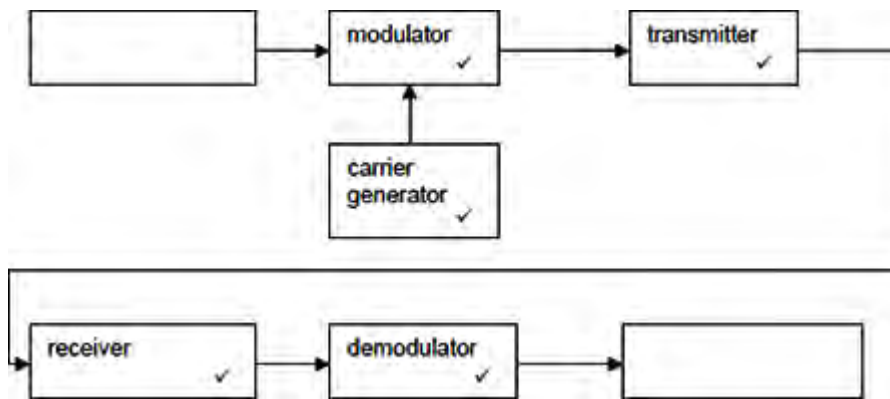 modulator
✓
transmitter
✓
carrier
generator
✓
receiver
✓
demodulator
✓